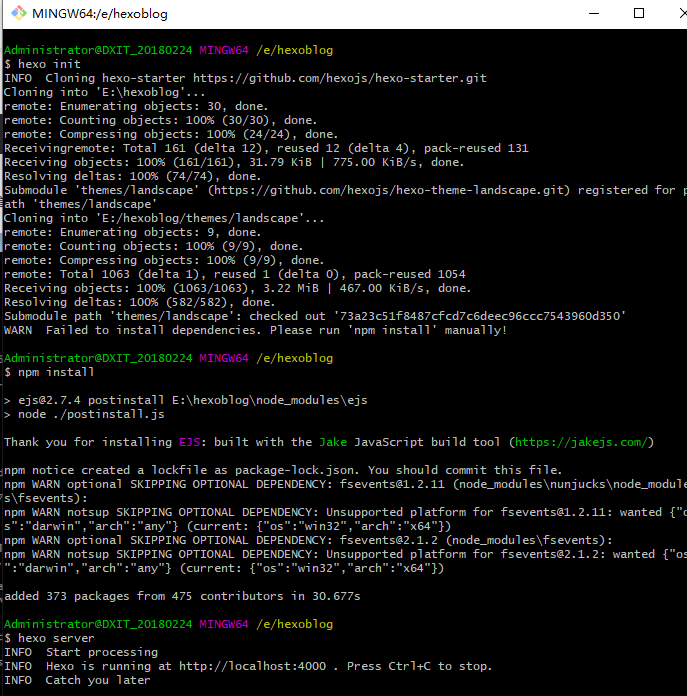 MINGW64:/e/hexoblog
Administrator@DXIT_20180224 MINGW64 /e/hexoblog
$ hexo init
INFO  Cloning hexo-starter https://github.com/hexojs/hexo-starter.git
Cloning into 'E:\hexoblog'...
remote: Enumerating objects: 30, done.
remote: Counting objects: 100% (30/30), done.
remote: Compressing objects: 100% (24/24), done.
Receivingremote: Total 161 (delta 12), reused 12 (delta 4), pack-reused 131
Receiving objects: 100% (161/161), 31.79 KiB | 775.00 KiB/s, done.
Resolving deltas: 100% (74/74), done.
Submodule 'themes/landscape' (https://github.com/hexojs/hexo-theme-landscape.git) registered for p
ath 'themes/landscape'
Cloning into 'E:/hexoblog/themes/landscape'...
remote: Enumerating objects: 9, done.
remote: Counting objects: 100% (9/9), done.
remote: Compressing objects: 100% (9/9), done.
remote: Total 1063 (delta 1), reused 1 (delta 0), pack-reused 1054
Receiving objects: 100% (1063/1063), 3.22 MiB | 467.00 KiB/s, done.
Resolving deltas: 100% (582/582), done.
Submodule path 'themes/landscape': checked out '73a23c51f8487cfcd7c6deec96ccc7543960d350'
WARN  Failed to install dependencies. Please run 'npm install' manually!
Administrator@DXIT_20180224 MINGW64 /e/hexoblog
$ npm install
> ejs@2.7.4 postinstall E:\hexoblog\node_modules\ejs
> node ./postinstall.js
Thank you for installing EJS: built with the Jake JavaScript build tool (https://jakejs.com/)
npm notice created a lockfile as package-lock.json. You should commit this file.
npm WARN optional SKIPPING OPTIONAL DEPENDENCY: fsevents@1.2.11 (node_modules\nunjucks\node_module
s\fsevents):
npm WARN notsup SKIPPING OPTIONAL DEPENDENCY: Unsupported platform for fsevents@1.2.11: wanted {"o
s":"darwin","arch":"any"} (current: {"os":"win32","arch":"x64"})
npm WARN optional SKIPPING OPTIONAL DEPENDENCY: fsevents@2.1.2 (node_modules\fsevents):
npm WARN notsup SKIPPING OPTIONAL DEPENDENCY: Unsupported platform for fsevents@2.1.2: wanted {"os
":"darwin","arch":"any"} (current: {"os":"win32","arch":"x64"})
added 373 packages from 475 contributors in 30.677s
Administrator@DXIT_20180224 MINGW64 /e/hexoblog
$ hexo server
INFO  Start processing
INFO  Hexo is running at http://localhost:4000 . Press Ctrl+C to stop.
INFO  Catch you later